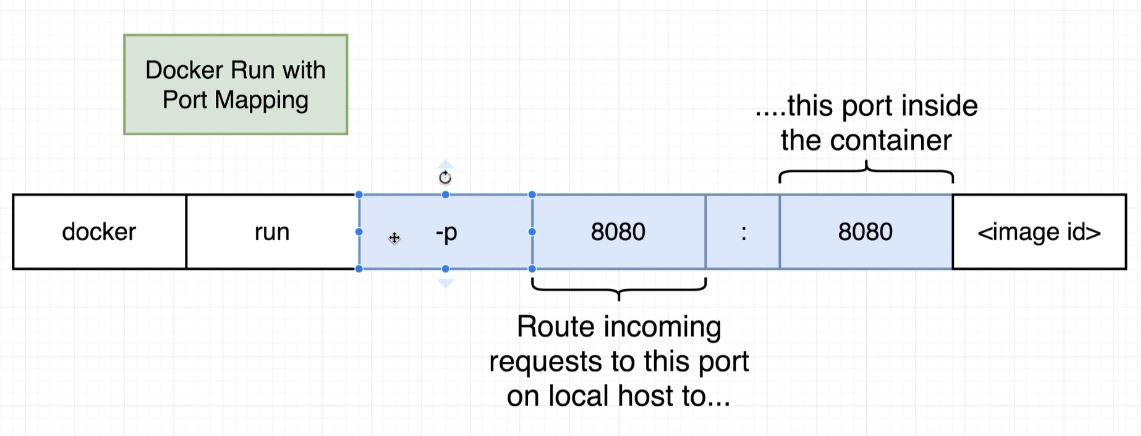 Docker Run with
Port Mapping
....this port inside
the container
docker run -p 8080 : 8080 <image id>
Route incoming
requests to this port
on local host to...